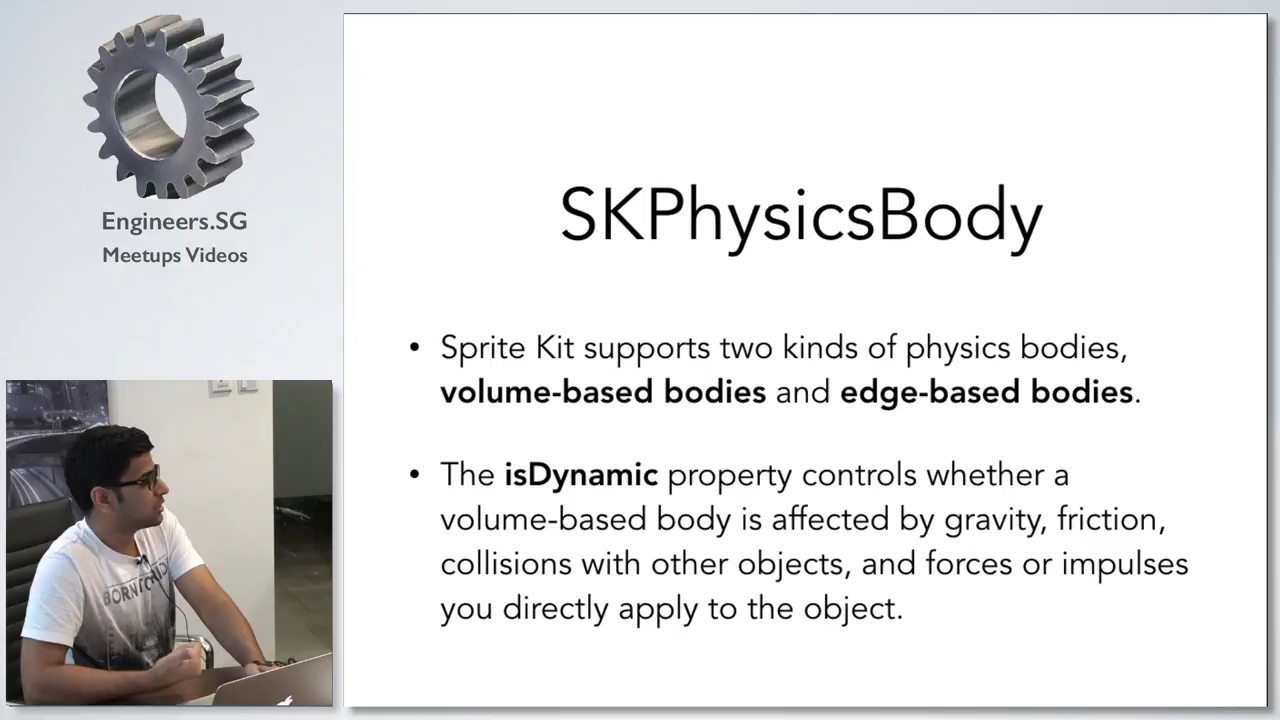 Engineers.SG
Meetups Videos
SKPhysicsBody
• Sprite Kit supports two kinds of physics bodies,
volume-based bodies and edge-based bodies.
• The isDynamic property controls whether a
volume-based body is affected by gravity, friction,
collisions with other objects, and forces or impulses
you directly apply to the object.